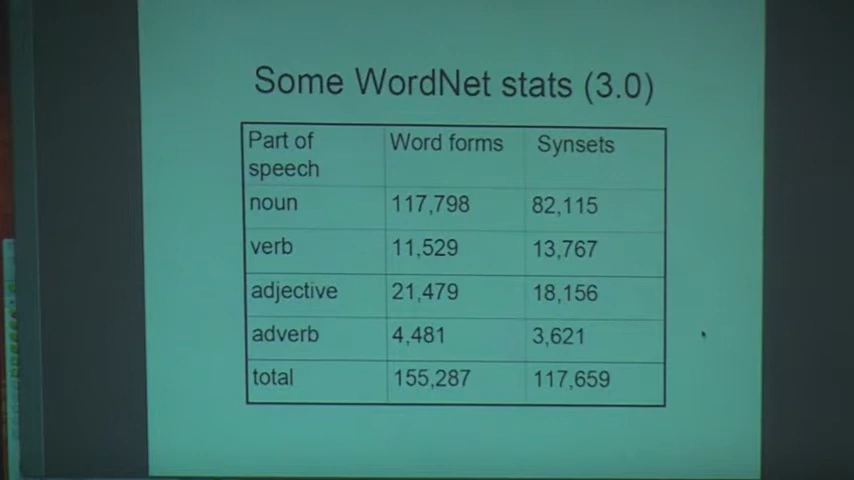 Some WordNet stats (3.0)
Part of speech Word forms Synsets
noun 117,798 82,115
verb 11,529 13,767
adjective 21,479 18,156
adverb 4,481 3,621
total 155,287 117,659